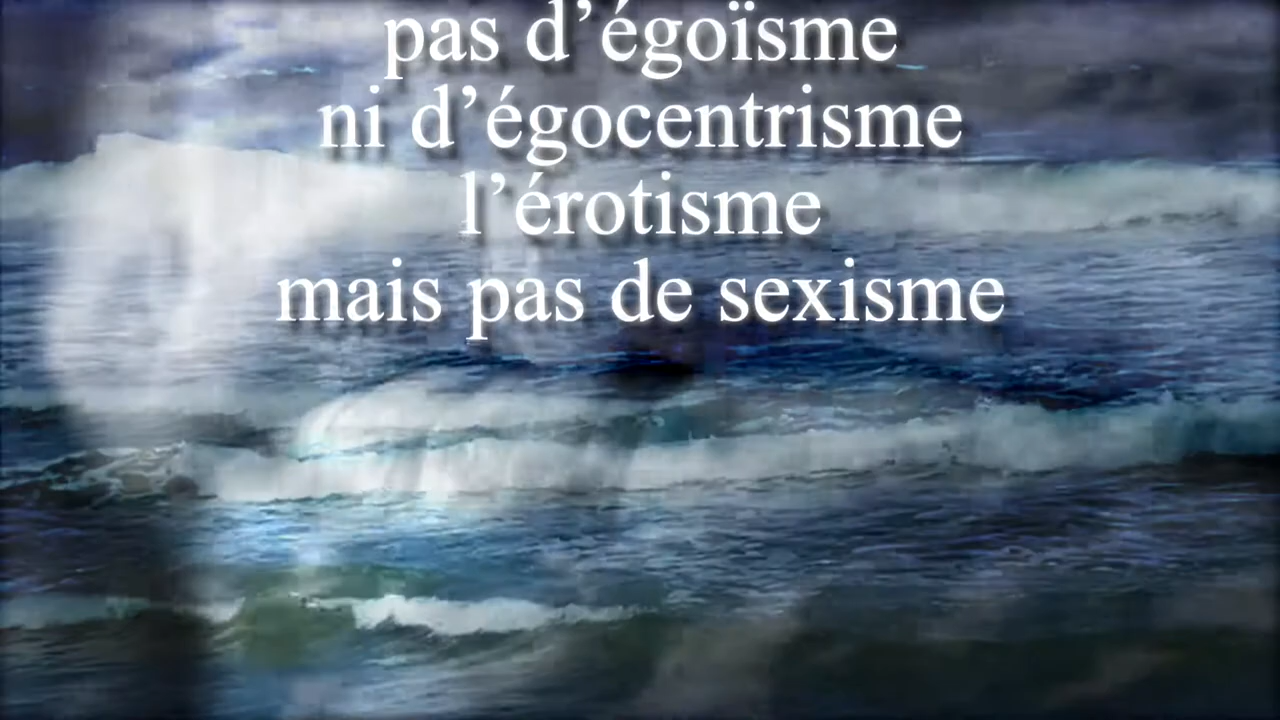 pas d’égoïsme
ni d’égocentrisme
l’érotisme
mais pas de sexisme